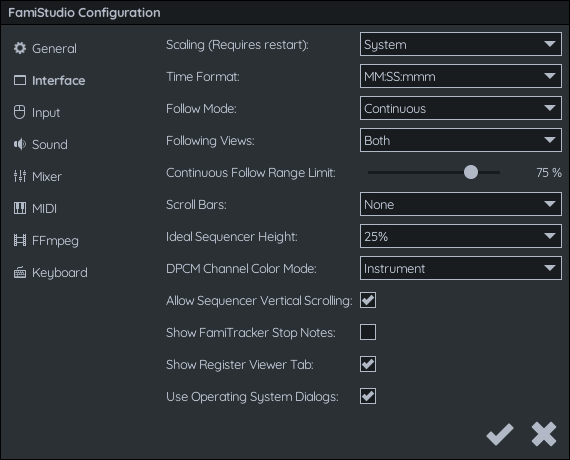 FamiStudio Configuration
General
Interface
Input
Sound
Mixer
MIDI
FFmpeg
Keyboard
Scaling (Requires restart): System
Time Format: MM:SS:mmm
Follow Mode: Continuous
Following Views: Both
Continuous Follow Range Limit: 75 %
Scroll Bars: None
Ideal Sequencer Height: 25%
DPCM Channel Color Mode: Instrument
Allow Sequencer Vertical Scrolling:
Show FamiTracker Stop Notes:
Show Register Viewer Tab:
Use Operating System Dialogs: